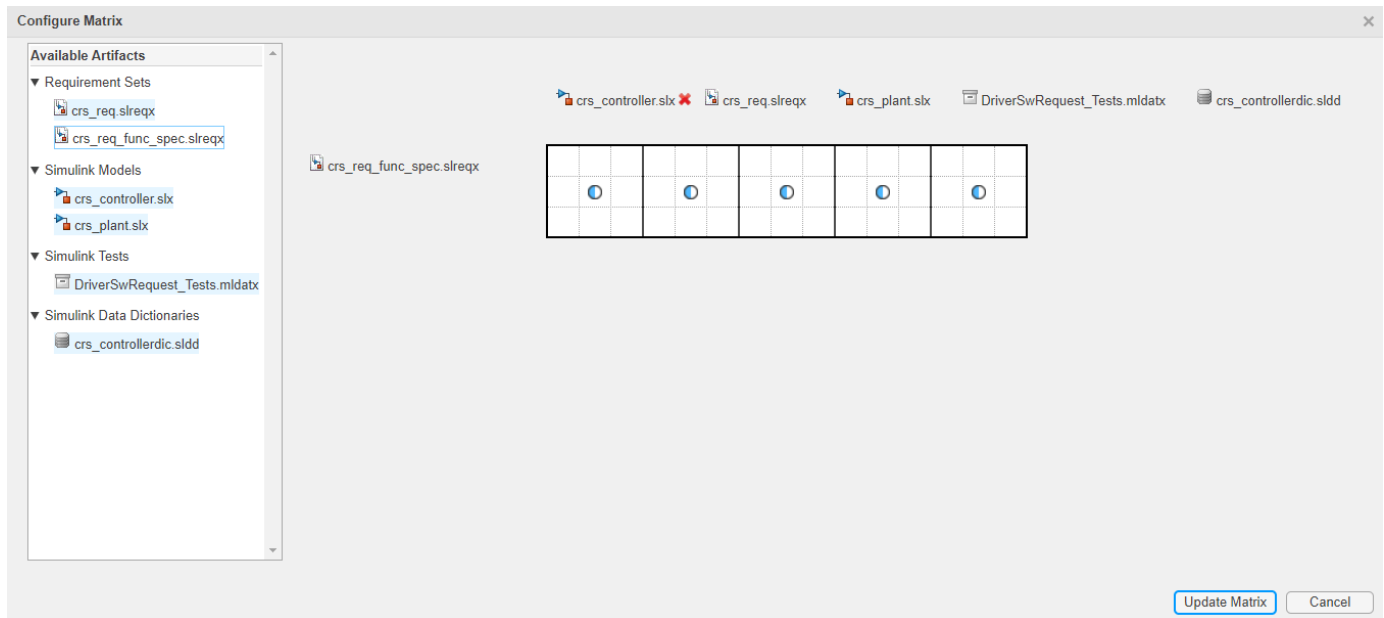 Configure Matrix
Available Artifacts
Requirement Sets
crs_req.slreqx
crs_req_func_spec.slreqx
Simulink Models
crs_controller.slx
crs_plant.slx
Simulink Tests
DriverSwRequest_Tests.mldatx
Simulink Data Dictionaries
crs_controllerdic.sldd
crs_controller.slx crs_req.slreqx crs_plant.slx DriverSwRequest_Tests.mldatx crs_controllerdic.sldd
crs_req_func_spec.slreqx
Update Matrix Cancel